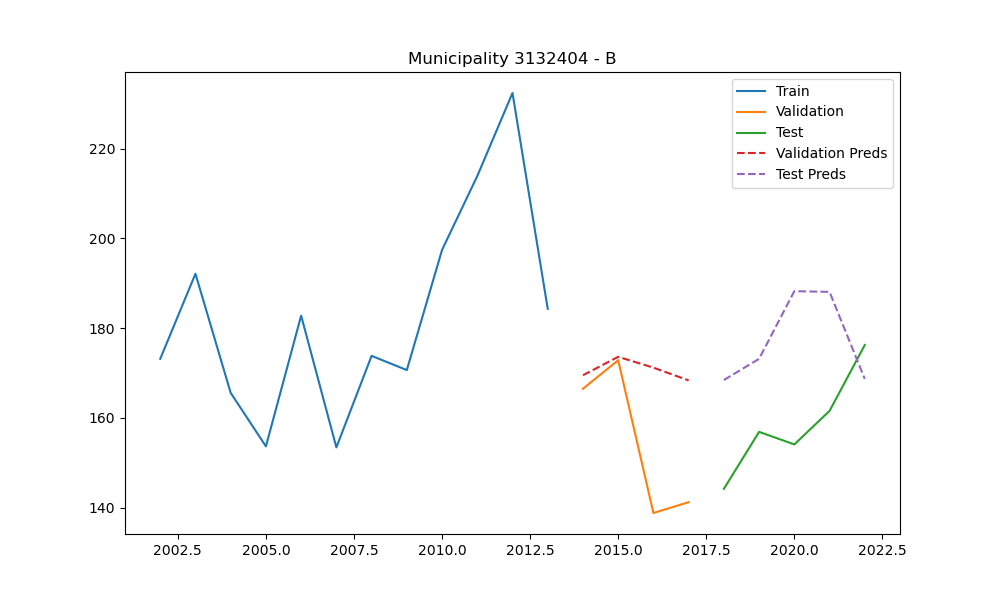 Municipality 3132404 - B
Train
Validation
Test
Validation Preds
Test Preds
220
200
180
160
140
2002.5 2005.0 2007.5 2010.0 2012.5 2015.0 2017.5 2020.0 2022.5